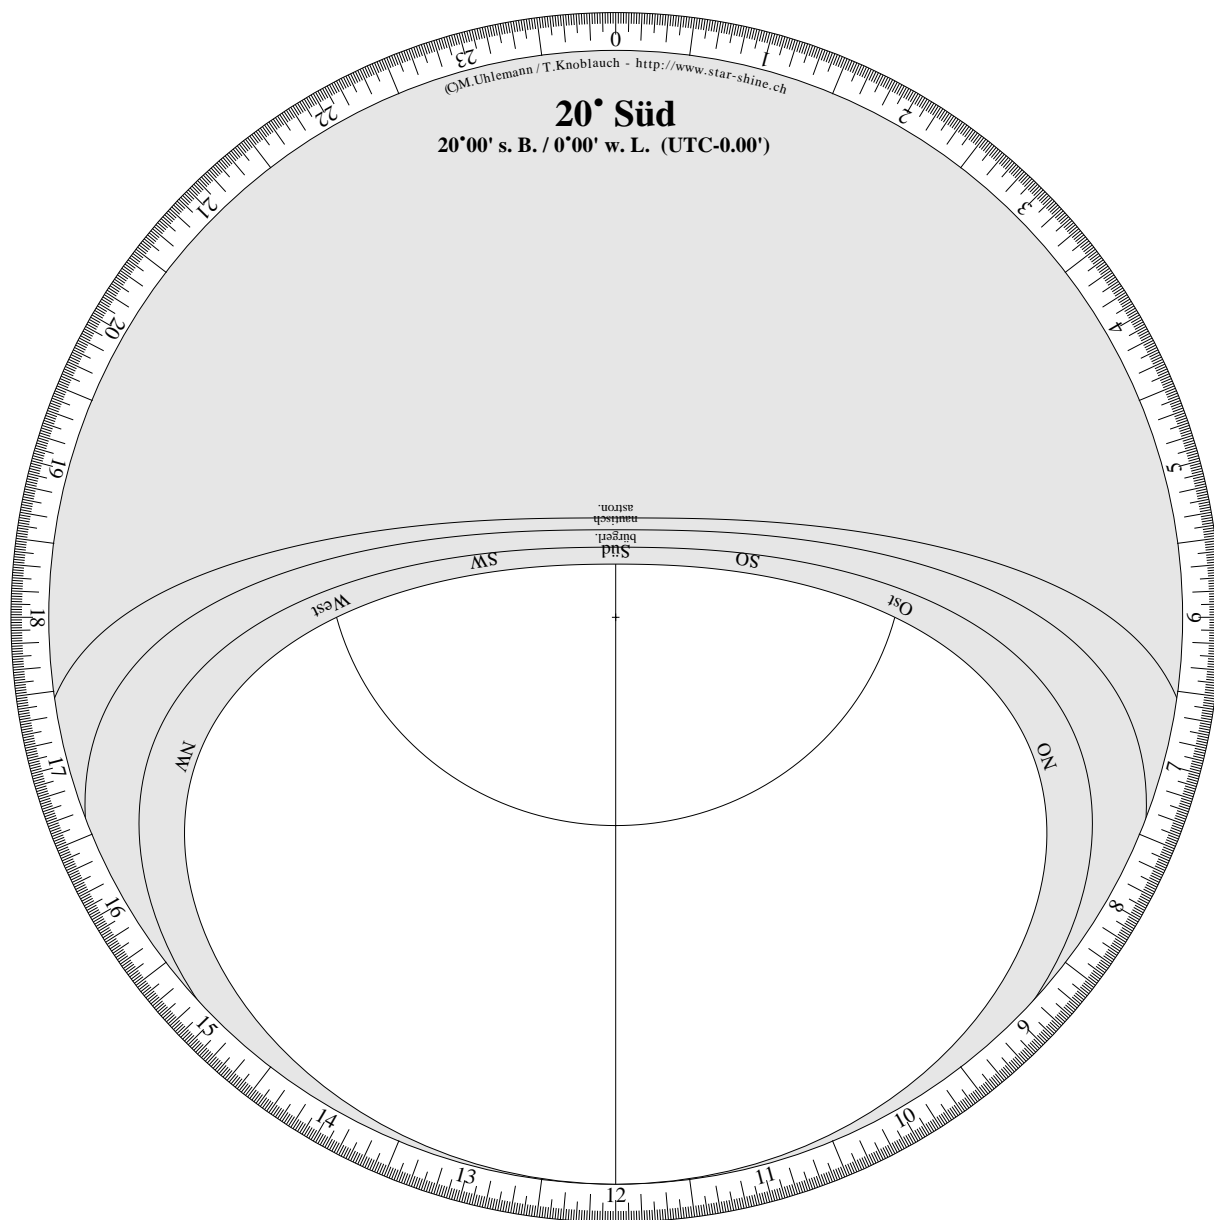 ©M.Uhlemann / T.Knoblauch - http://www.star-shine.ch
20° Süd
20°00' s. B. / 0°00' w. L. (UTC-0.00')
0
1
2
3
4
5
6
7
8
9
10
11
12
13
14
15
16
17
18
19
20
21
22
23
astron.
nautisch
bürgerl.
Süd
SW
SO
West
Ost
NW
NO